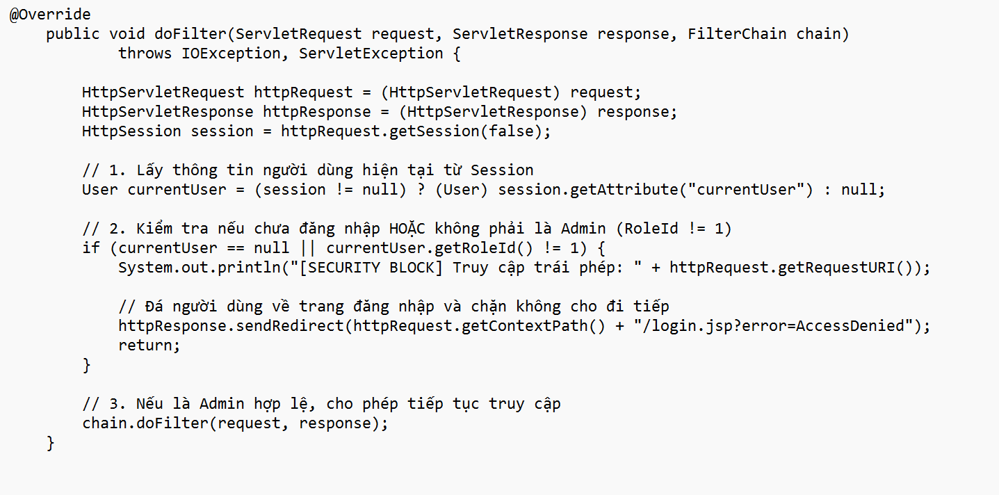 @Override
public void doFilter(ServletRequest request, ServletResponse response, FilterChain chain)
throws IOException, ServletException {
HttpServletRequest httpRequest = (HttpServletRequest) request;
HttpServletResponse httpResponse = (HttpServletResponse) response;
HttpSession session = httpRequest.getSession(false);
// 1. Lấy thông tin người dùng hiện tại từ Session
User currentUser = (session != null) ? (User) session.getAttribute("currentUser") : null;
// 2. Kiểm tra nếu chưa đăng nhập HOẶC không phải là Admin (RoleId != 1)
if (currentUser == null || currentUser.getRoleId() != 1) {
System.out.println("[SECURITY BLOCK] Truy cập trái phép: " + httpRequest.getRequestURI());
// Đá người dùng về trang đăng nhập và chặn không cho đi tiếp
httpResponse.sendRedirect(httpRequest.getContextPath() + "/login.jsp?error=AccessDenied");
return;
}
// 3. Nếu là Admin hợp lệ, cho phép tiếp tục truy cập
chain.doFilter(request, response);
}